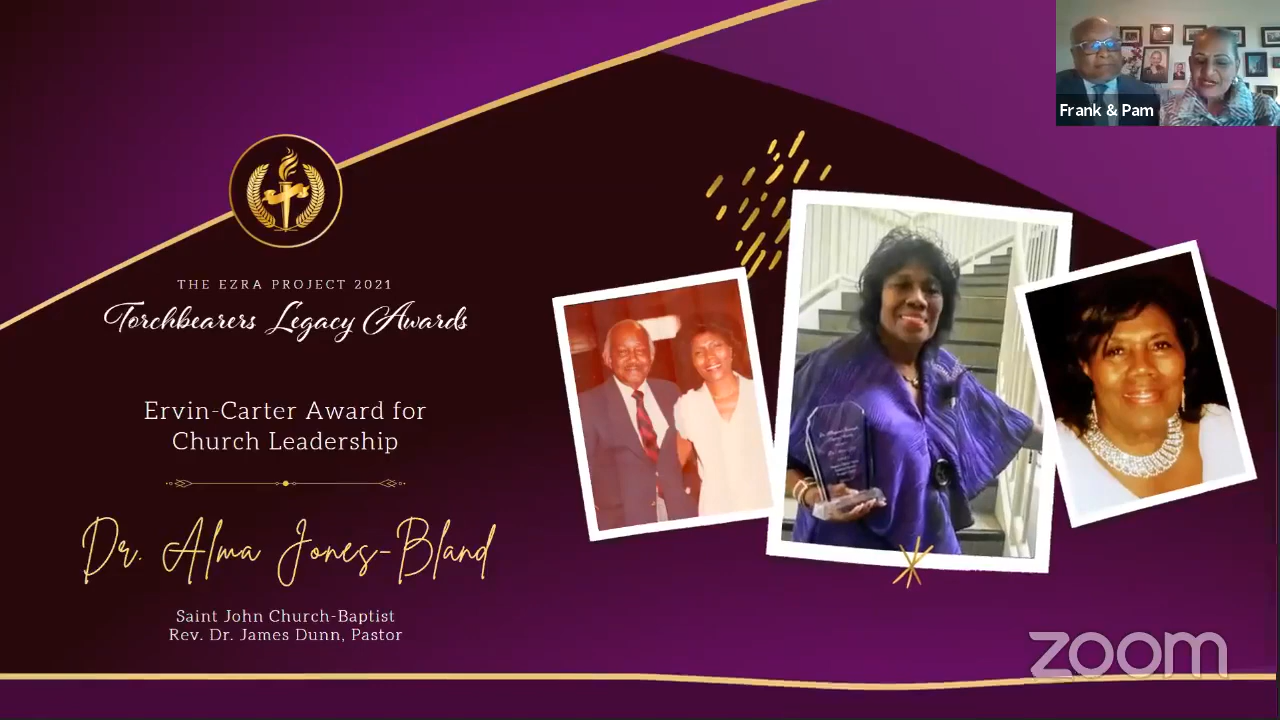 Frank & Pam
THE EZRA PROJECT 2021
Torchbearers Legacy Awards
Ervin-Carter Award for
Church Leadership
Dr. Alma Jones-Bland
Saint John Church-Baptist
Rev. Dr. James Dunn, Pastor
zoom